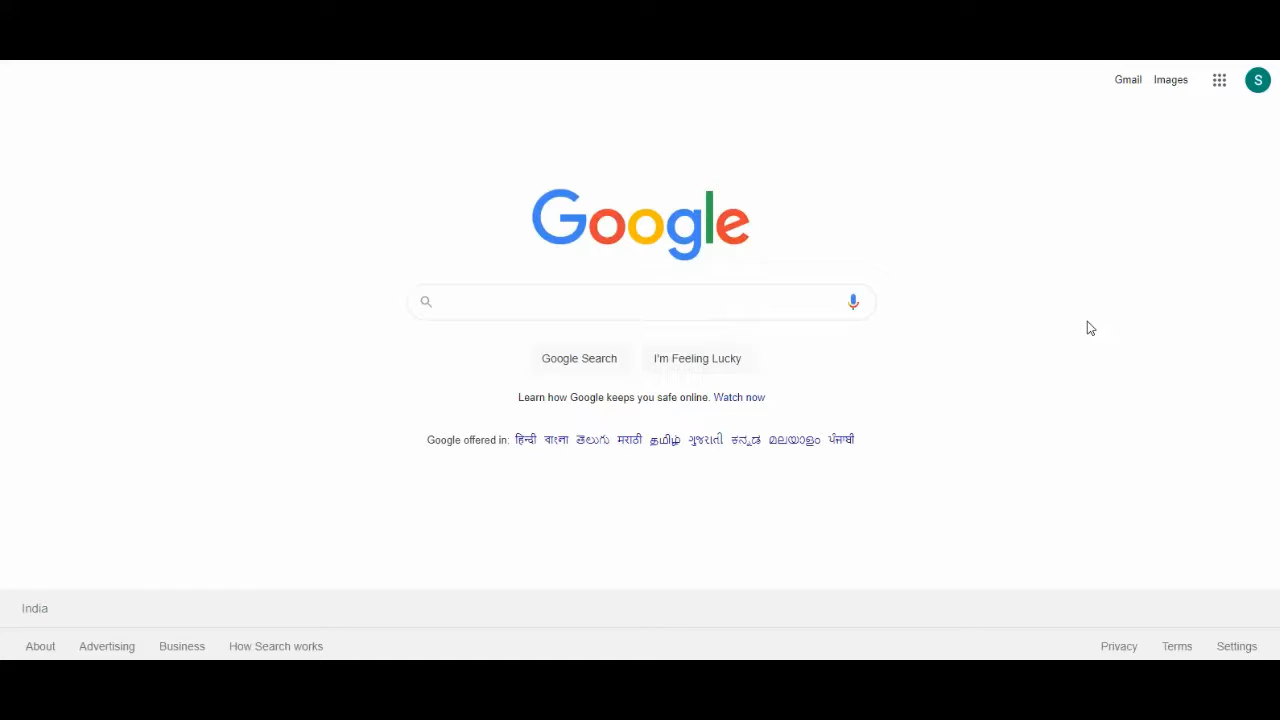 Gmail Images S
Google
Google Search I'm Feeling Lucky
Learn how Google keeps you safe online. Watch now
Google offered in: हिन्दी বাংলা తెలుగు मराठी தமிழ் ગુજરાતી ಕನ್ನಡ മലയാളം ਪੰਜਾਬੀ
India
About Advertising Business How Search works Privacy Terms Settings